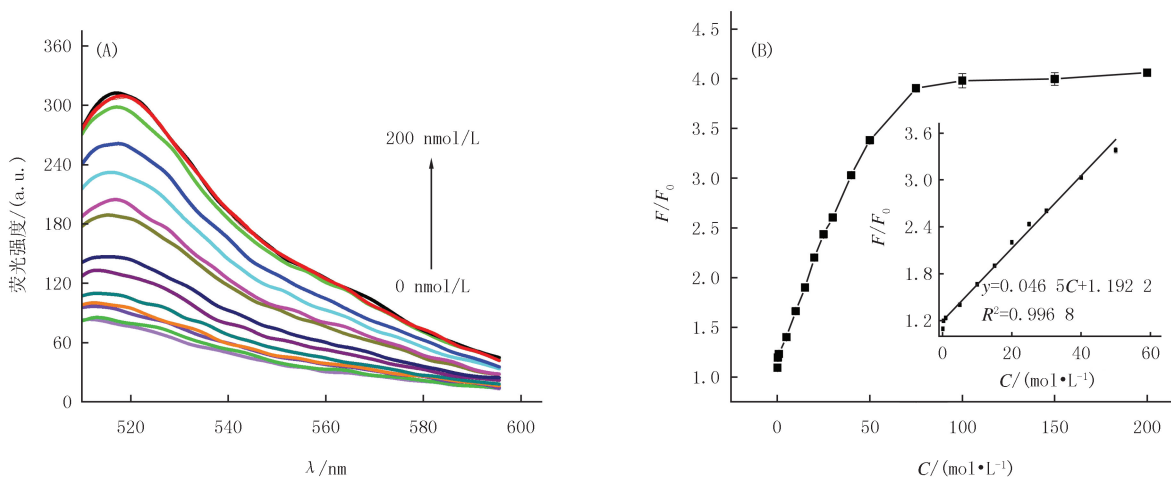 (A)
荧光强度/(a. u.)
360
300
240
180
120
60
0
200 nmol/L
0 nmol/L
520
540
560
580
600
λ/nm
(B)
F/F₀
4.5
4.0
3.5
3.0
2.5
2.0
1.5
1.0
0
50
100
150
200
C/(mol•L⁻¹)
F/F₀
3.6
3.0
2.4
1.8
1.2
y=0.046 5C+1.192 2
R²=0.996 8
0
20
40
60
C/(mol•L⁻¹)